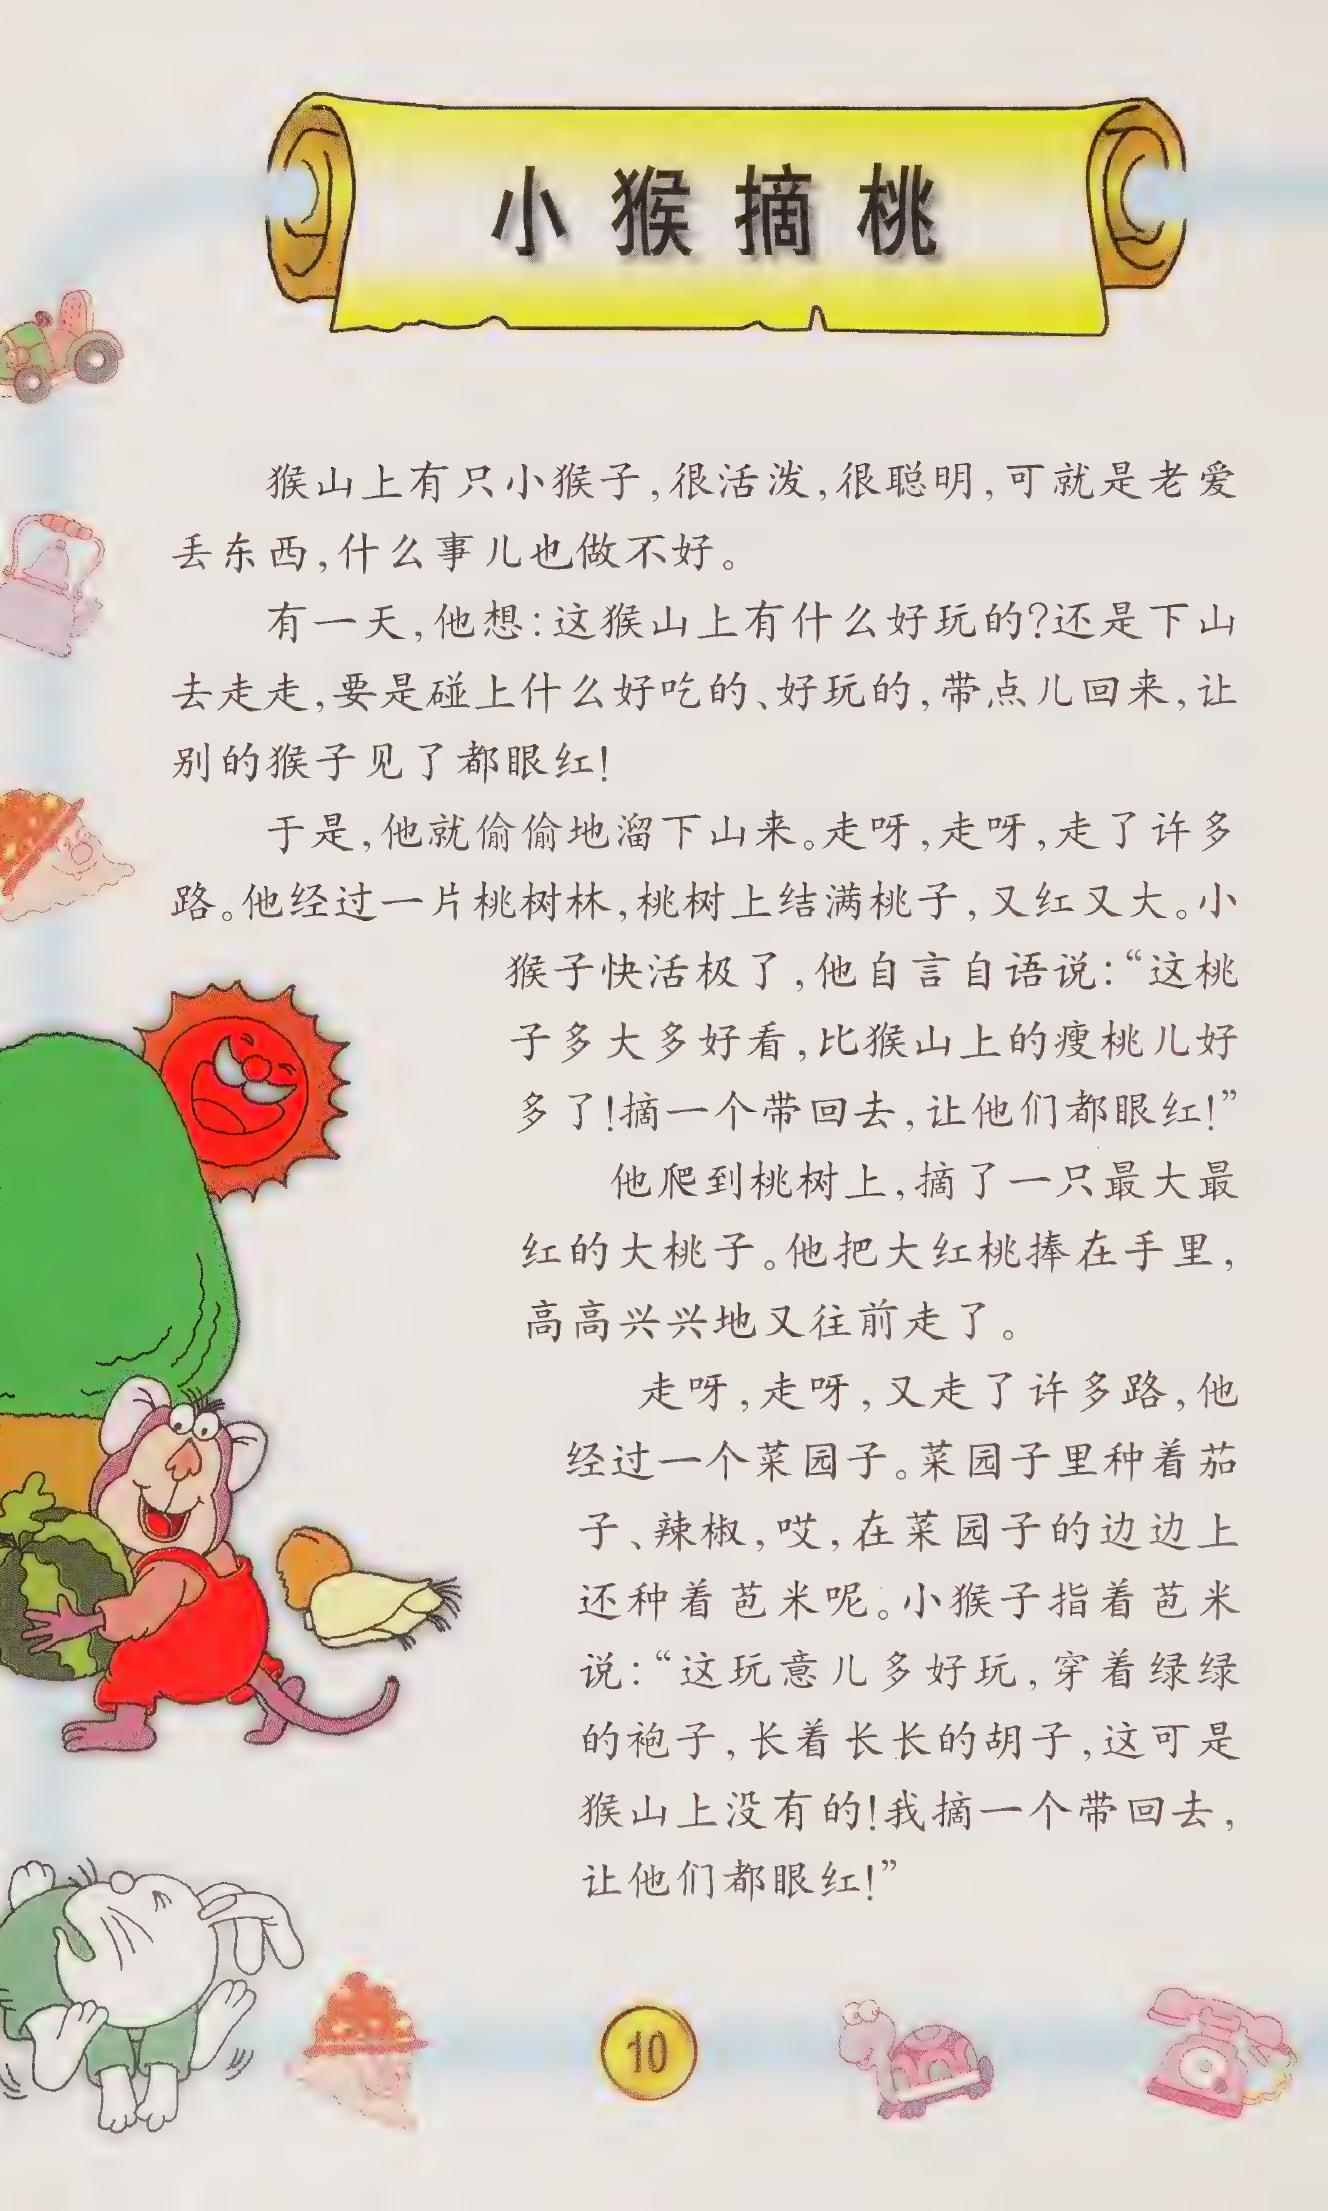 小猴摘桃
猴山上有只小猴子,很活泼,很聪明,可就是老爱
丢东西,什么事儿也做不好。
有一天,他想:这猴山上有什么好玩的?还是下山
去走走,要是碰上什么好吃的、好玩的,带点儿回来,让
别的猴子见了都眼红!
于是,他就偷偷地溜下山来。走呀,走呀,走了许多
路。他经过一片桃树林,桃树上结满桃子,又红又大。小
猴子快活极了,他自言自语说:“这桃
子多大多好看,比猴山上的瘦桃儿好
多了!摘一个带回去,让他们都眼红!”
他爬到桃树上,摘了一只最大最
红的大桃子。他把大红桃捧在手里,
高高兴兴地又往前走了。
走呀,走呀,又走了许多路,他
经过一个菜园子。菜园子里种着茄
子、辣椒,哎,在菜园子的边边上
还种着苞米呢。小猴子指着苞米
说:“这玩意儿多好玩,穿着绿绿
的袍子,长着长长的胡子,这可是
猴山上没有的!我摘一个带回去,
让他们都眼红!”
10